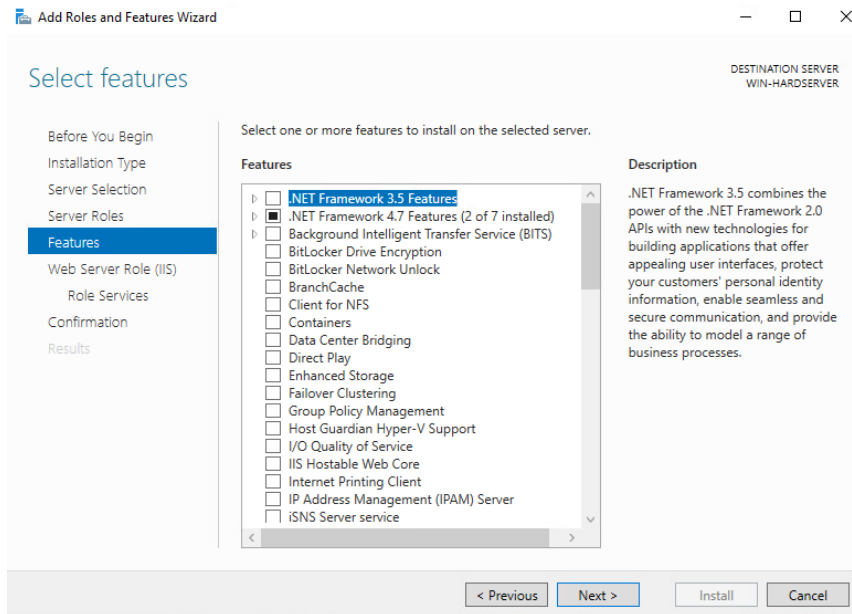 Add Roles and Features Wizard
Select features
DESTINATION SERVER
WIN-HARDSERVER
Before You Begin
Installation Type
Server Selection
Server Roles
Features
Web Server Role (IIS)
Role Services
Confirmation
Results
Select one or more features to install on the selected server.
Features
.NET Framework 3.5 Features
.NET Framework 4.7 Features (2 of 7 installed)
Background Intelligent Transfer Service (BITS)
BitLocker Drive Encryption
BitLocker Network Unlock
BranchCache
Client for NFS
Containers
Data Center Bridging
Direct Play
Enhanced Storage
Failover Clustering
Group Policy Management
Host Guardian Hyper-V Support
I/O Quality of Service
IIS Hostable Web Core
Internet Printing Client
IP Address Management (IPAM) Server
iSNS Server service
Description
.NET Framework 3.5 combines the
power of the .NET Framework 2.0
APIs with new technologies for
building applications that offer
appealing user interfaces, protect
your customers' personal identity
information, enable seamless and
secure communication, and provide
the ability to model a range of
business processes.
< Previous
Next >
Install
Cancel